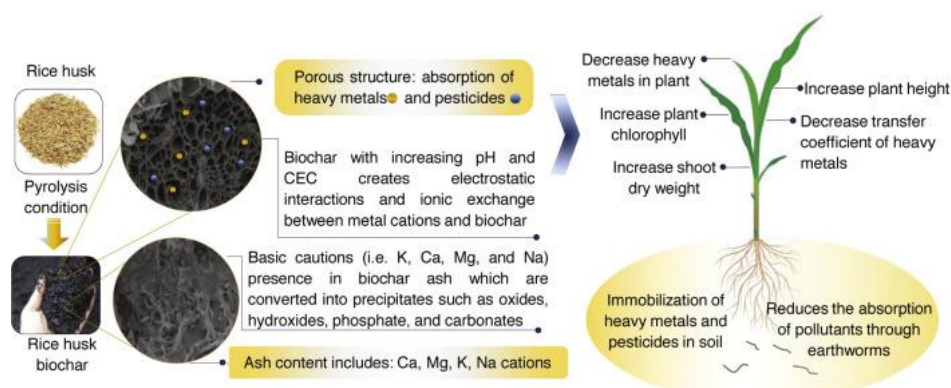 Rice husk
Pyrolysis
condition
Rice husk
biochar
Porous structure: absorption of
heavy metals and pesticides
Biochar with increasing pH and
CEC creates electrostatic
interactions and ionic exchange
between metal cations and biochar
Basic cautions (i.e. K, Ca, Mg, and Na)
presence in biochar ash which are
converted into precipitates such as oxides,
hydroxides, phosphate, and carbonates
Ash content includes: Ca, Mg, K, Na cations
Decrease heavy
metals in plant
Increase plant
chlorophyll
Increase shoot
dry weight
Increase plant height
Decrease transfer
coefficient of heavy
metals
Immobilization of
heavy metals and
pesticides in soil
Reduces the absorption
of pollutants through
earthworms